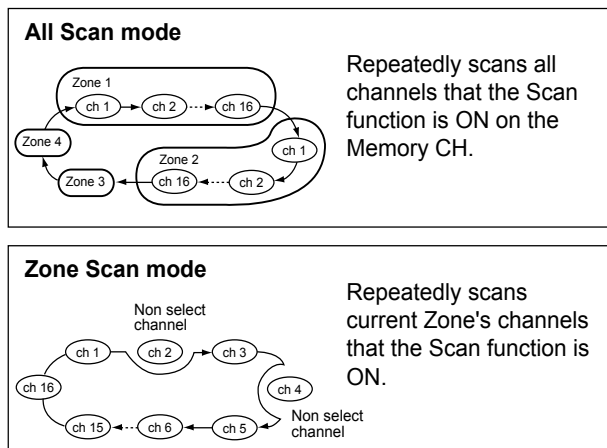 All Scan mode
Zone 1
ch 1
ch 2
ch 16
Zone 4
ch 1
Zone 2
Zone 3
ch 16
ch 2
Repeatedly scans all
channels that the Scan
function is ON on the
Memory CH.
Zone Scan mode
Non select
channel
ch 1
ch 2
ch 3
ch 16
ch 4
ch 15
ch 6
ch 5
Non select
channel
Repeatedly scans
current Zone's channels
that the Scan function is
ON.